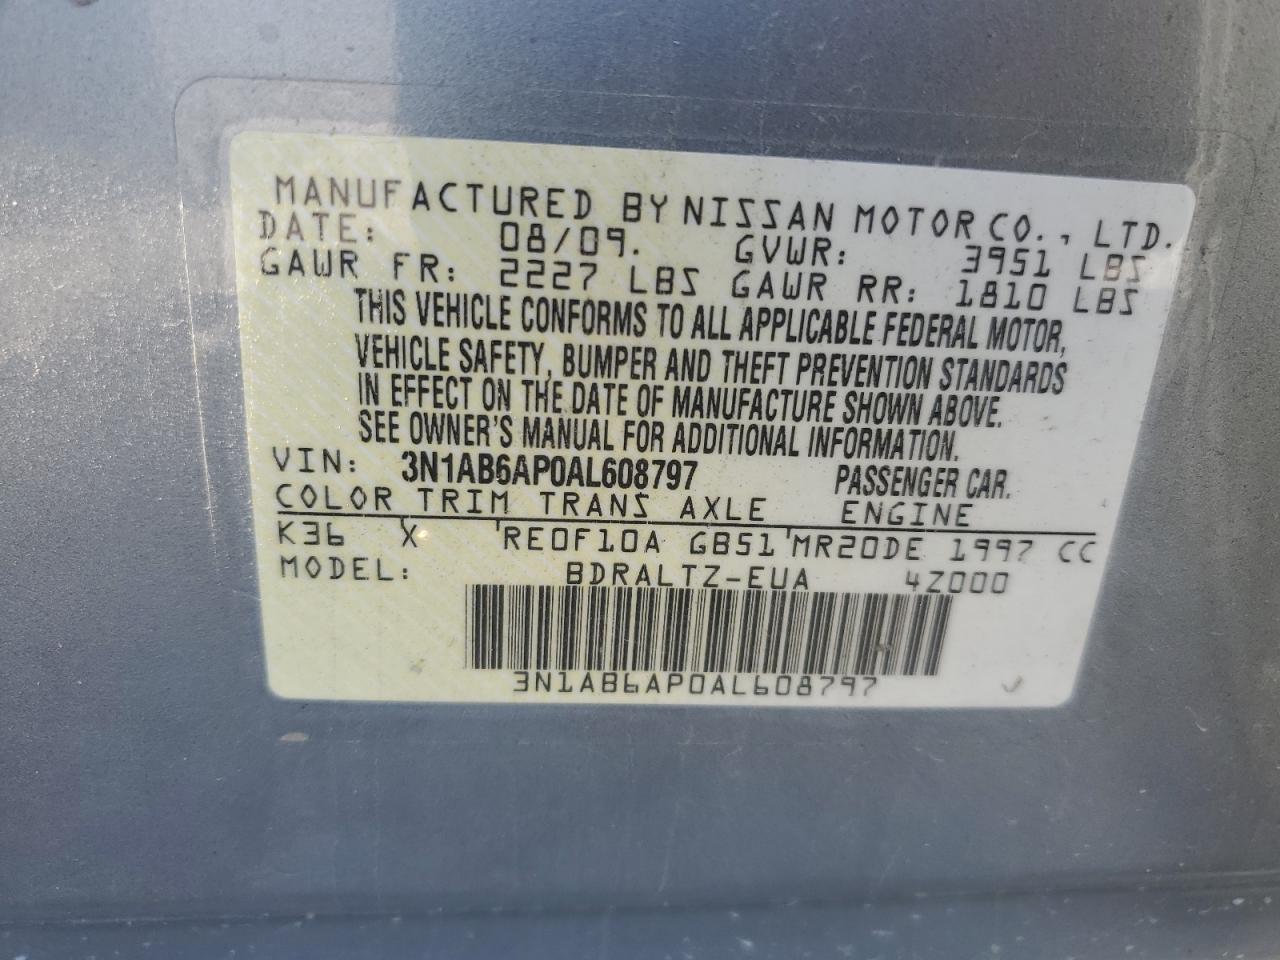 MANUFACTURED BY NISSAN MOTOR CO., LTD.
DATE: 08/09. GVWR: 3951 LBS
GAWR FR: 2227 LBS GAWR RR: 1810 LBS
THIS VEHICLE CONFORMS TO ALL APPLICABLE FEDERAL MOTOR,
VEHICLE SAFETY, BUMPER AND THEFT PREVENTION STANDARDS
IN EFFECT ON THE DATE OF MANUFACTURE SHOWN ABOVE.
SEE OWNER'S MANUAL FOR ADDITIONAL INFORMATION.
VIN: 3N1AB6AP0AL608797 PASSENGER CAR.
COLOR TRIM TRANS AXLE ENGINE
K36 X RE0F10A GB51 MR20DE 1997 CC
MODEL: BDRALTZ-EUA 4Z000
3N1AB6AP0AL608797